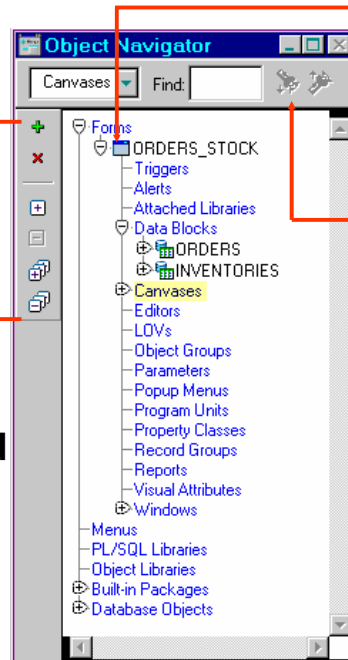 Object Navigator
Canvases
Find:
Forms
ORDERS_STOCK
Triggers
Alerts
Attached Libraries
Data Blocks
ORDERS
INVENTORIES
Canvases
Editors
LOVs
Object Groups
Parameters
Popup Menus
Program Units
Property Classes
Record Groups
Reports
Visual Attributes
Windows
Menus
PL/SQL Libraries
Object Libraries
Built-in Packages
Database Objects